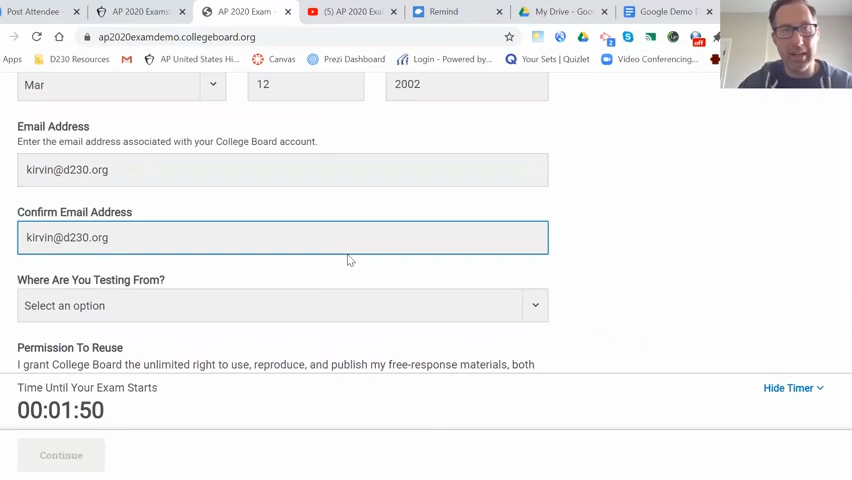 Post Attendee -
AP 2020 Exams
AP 2020 Exam -
(5) AP 2020 Exa
Remind
My Drive - Goo
Google Demo D
ap2020examdemo.collegeboard.org
2
off
Apps D230 Resources AP United States Hi... Canvas Prezi Dashboard Login - Powered by... Your Sets | Quizlet Video Conferencing...
Mar 12 2002
Email Address
Enter the email address associated with your College Board account.
kirvin@d230.org
Confirm Email Address
kirvin@d230.org
Where Are You Testing From?
Select an option
Permission To Reuse
I grant College Board the unlimited right to use, reproduce, and publish my free-response materials, both
Time Until Your Exam Starts
Hide Timer
00:01:50
Continue